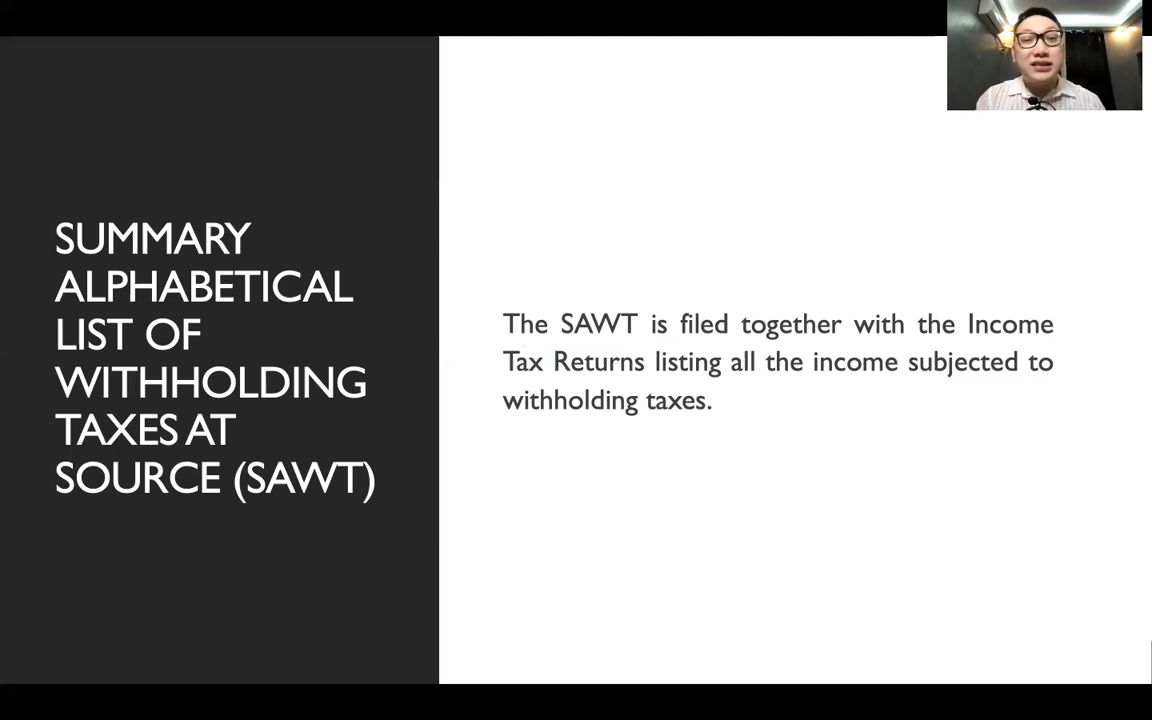 SUMMARY
ALPHABETICAL
LIST OF
WITHHOLDING
TAXES AT
SOURCE (SAWT)
The SAWT is filed together with the Income
Tax Returns listing all the income subjected to
withholding taxes.